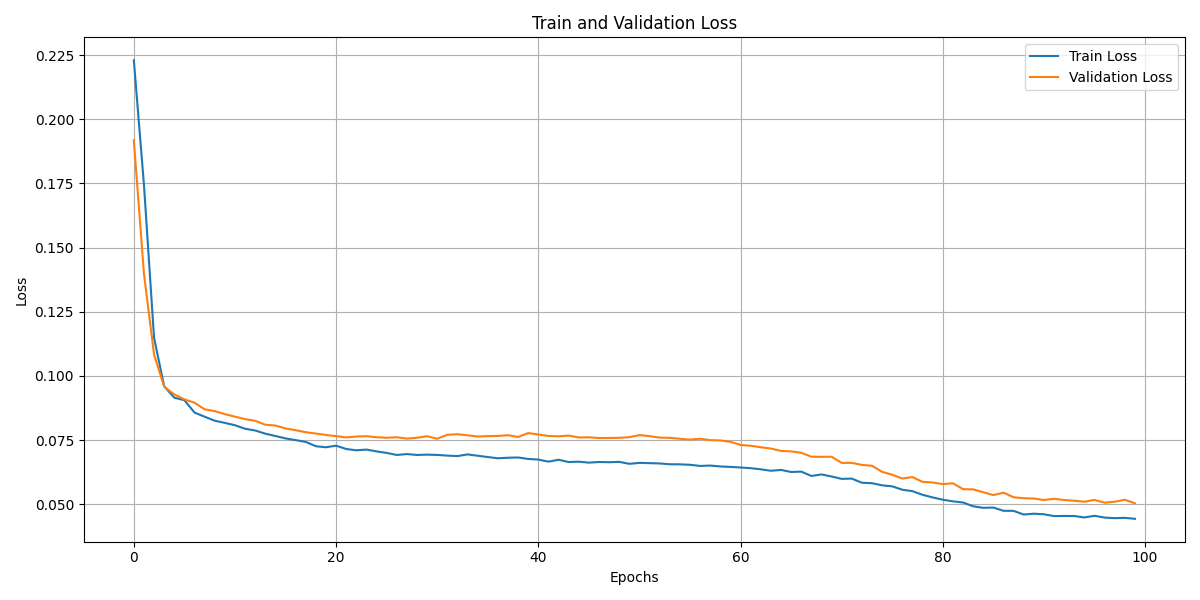 Train and Validation Loss
Train Loss
Validation Loss
0.225
0.200
0.175
0.150
0.125
0.100
0.075
0.050
Loss
0 20 40 60 80 100
Epochs